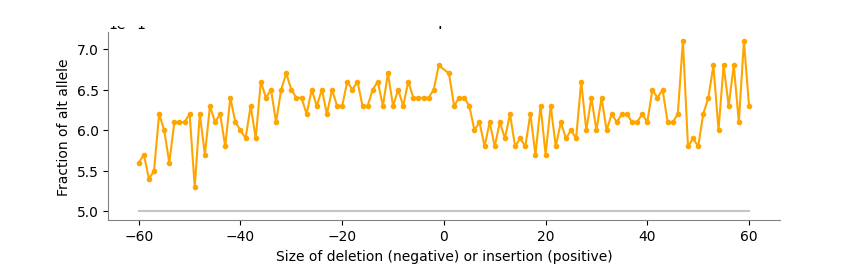 7.0
6.5
6.0
5.5
5.0
Fraction of alt allele
−60 −40 −20 0 20 40 60
Size of deletion (negative) or insertion (positive)